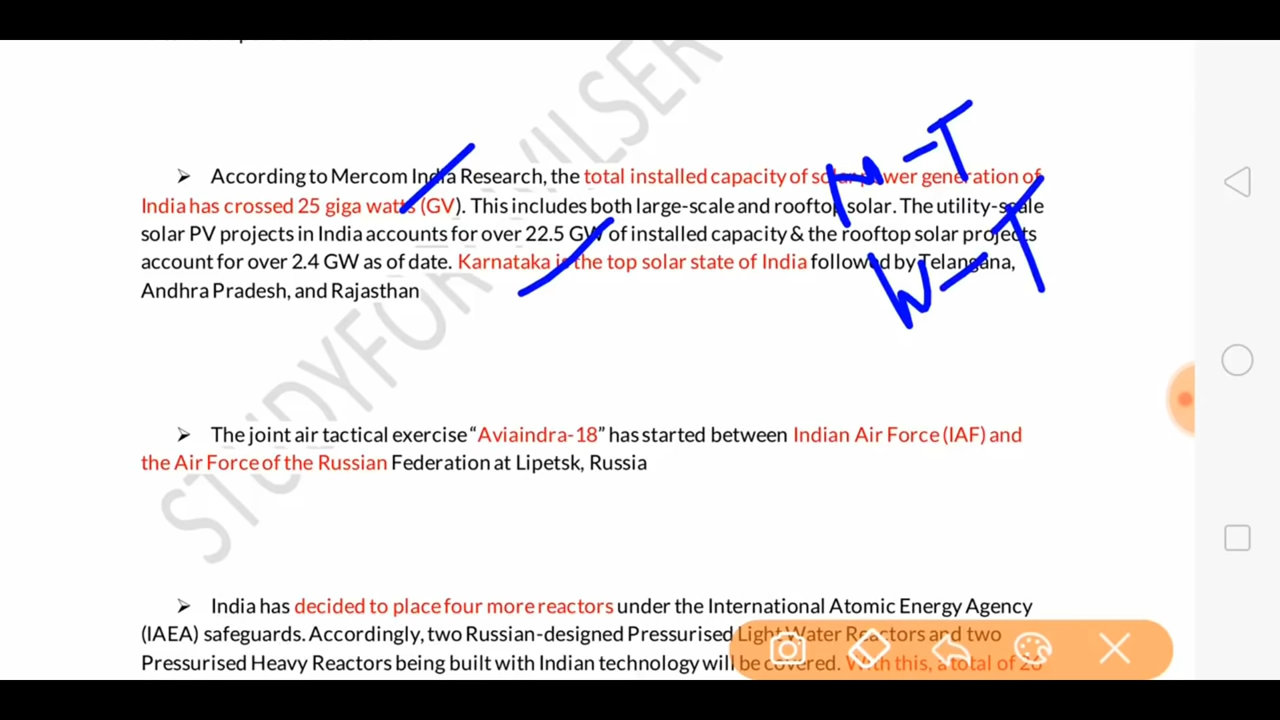 ➢ According to Mercom India Research, the total installed capacity of solar power generation of
India has crossed 25 giga watts (GV). This includes both large-scale and rooftop solar. The utility-scale
solar PV projects in India accounts for over 22.5 GW of installed capacity & the rooftop solar projects
account for over 2.4 GW as of date. Karnataka is the top solar state of India followed by Telangana,
Andhra Pradesh, and Rajasthan
N-T
W-T
➢ The joint air tactical exercise “Aviaindra-18” has started between Indian Air Force (IAF) and
the Air Force of the Russian Federation at Lipetsk, Russia
➢ India has decided to place four more reactors under the International Atomic Energy Agency
(IAEA) safeguards. Accordingly, two Russian-designed Pressurised Light Water Reactors and two
Pressurised Heavy Reactors being built with Indian technology will be covered. With this, a total of 26
STUDYFORCIVILSER